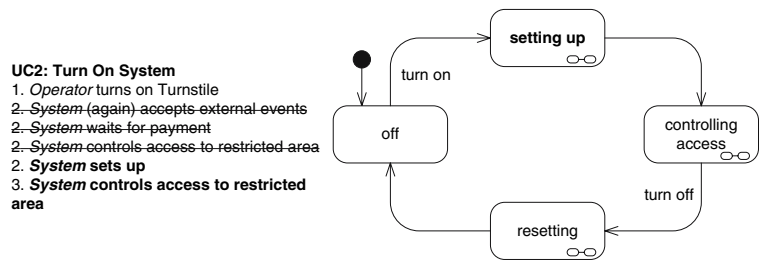 UC2: Turn On System
1. Operator turns on Turnstile
2. System (again) accepts external events
2. System waits for payment
2. System controls access to restricted area
2. System sets up
3. System controls access to restricted
area
setting up
turn on
off
controlling
access
turn off
resetting